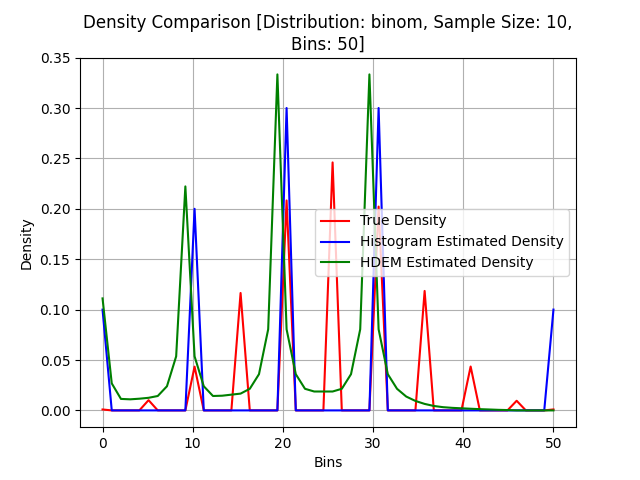 Density Comparison [Distribution: binom, Sample Size: 10,
Bins: 50]
0.35
0.30
0.25
0.20
0.15
0.10
0.05
0.00
Density
True Density
Histogram Estimated Density
HDEM Estimated Density
0 10 20 30 40 50
Bins